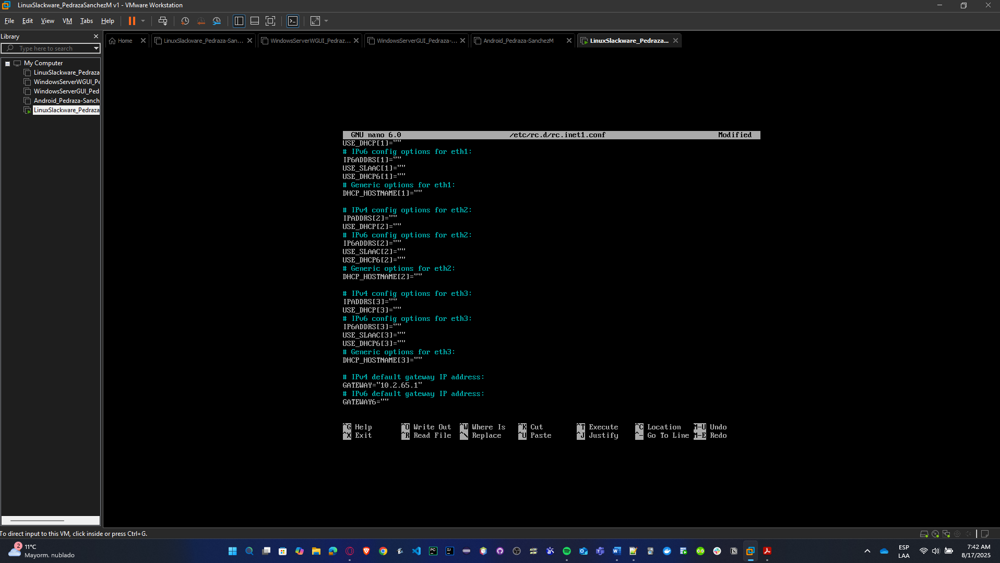 LinuxSlackware_PedrazaSanchezM v1 - VMware Workstation
File Edit View VM Tabs Help
Library
Type here to search
My Computer
LinuxSlackware_Pedraza
WindowsServerWGUI_Pe
WindowsServerGUI_Ped
Android_Pedraza-Sanch
LinuxSlackware_Pedraza
Home
LinuxSlackware_Pedraza-San...
WindowsServerWGUI_Pedraz...
WindowsServerGUI_Pedraza-...
Android_Pedraza-SanchezM
LinuxSlackware_Pedraza...
GNU nano 6.0 /etc/rc.d/rc.inet1.conf Modified
USE_DHCP[1]=""
# IPv6 config options for eth1:
IP6ADDRS[1]=""
USE_SLAAC[1]=""
USE_DHCP6[1]=""
# Generic options for eth1:
DHCP_HOSTNAME[1]=""
# IPv4 config options for eth2:
IPADDRS[2]=""
USE_DHCP[2]=""
# IPv6 config options for eth2:
IP6ADDRS[2]=""
USE_SLAAC[2]=""
USE_DHCP6[2]=""
# Generic options for eth2:
DHCP_HOSTNAME[2]=""
# IPv4 config options for eth3:
IPADDRS[3]=""
USE_DHCP[3]=""
# IPv6 config options for eth3:
IP6ADDRS[3]=""
USE_SLAAC[3]=""
USE_DHCP6[3]=""
# Generic options for eth3:
DHCP_HOSTNAME[3]=""
# IPv4 default gateway IP address:
GATEWAY="10.2.65.1"
# IPv6 default gateway IP address:
GATEWAY6=""
^G Help ^O Write Out ^W Where Is ^K Cut ^T Execute ^C Location M-U Undo
^X Exit ^R Read File ^\ Replace ^U Paste ^J Justify ^- Go To Line M-E Redo
To direct input to this VM, click inside or press Ctrl+G.
2
11°C
Mayorm. nublado
ESP
LAA
7:42 AM
8/17/2025